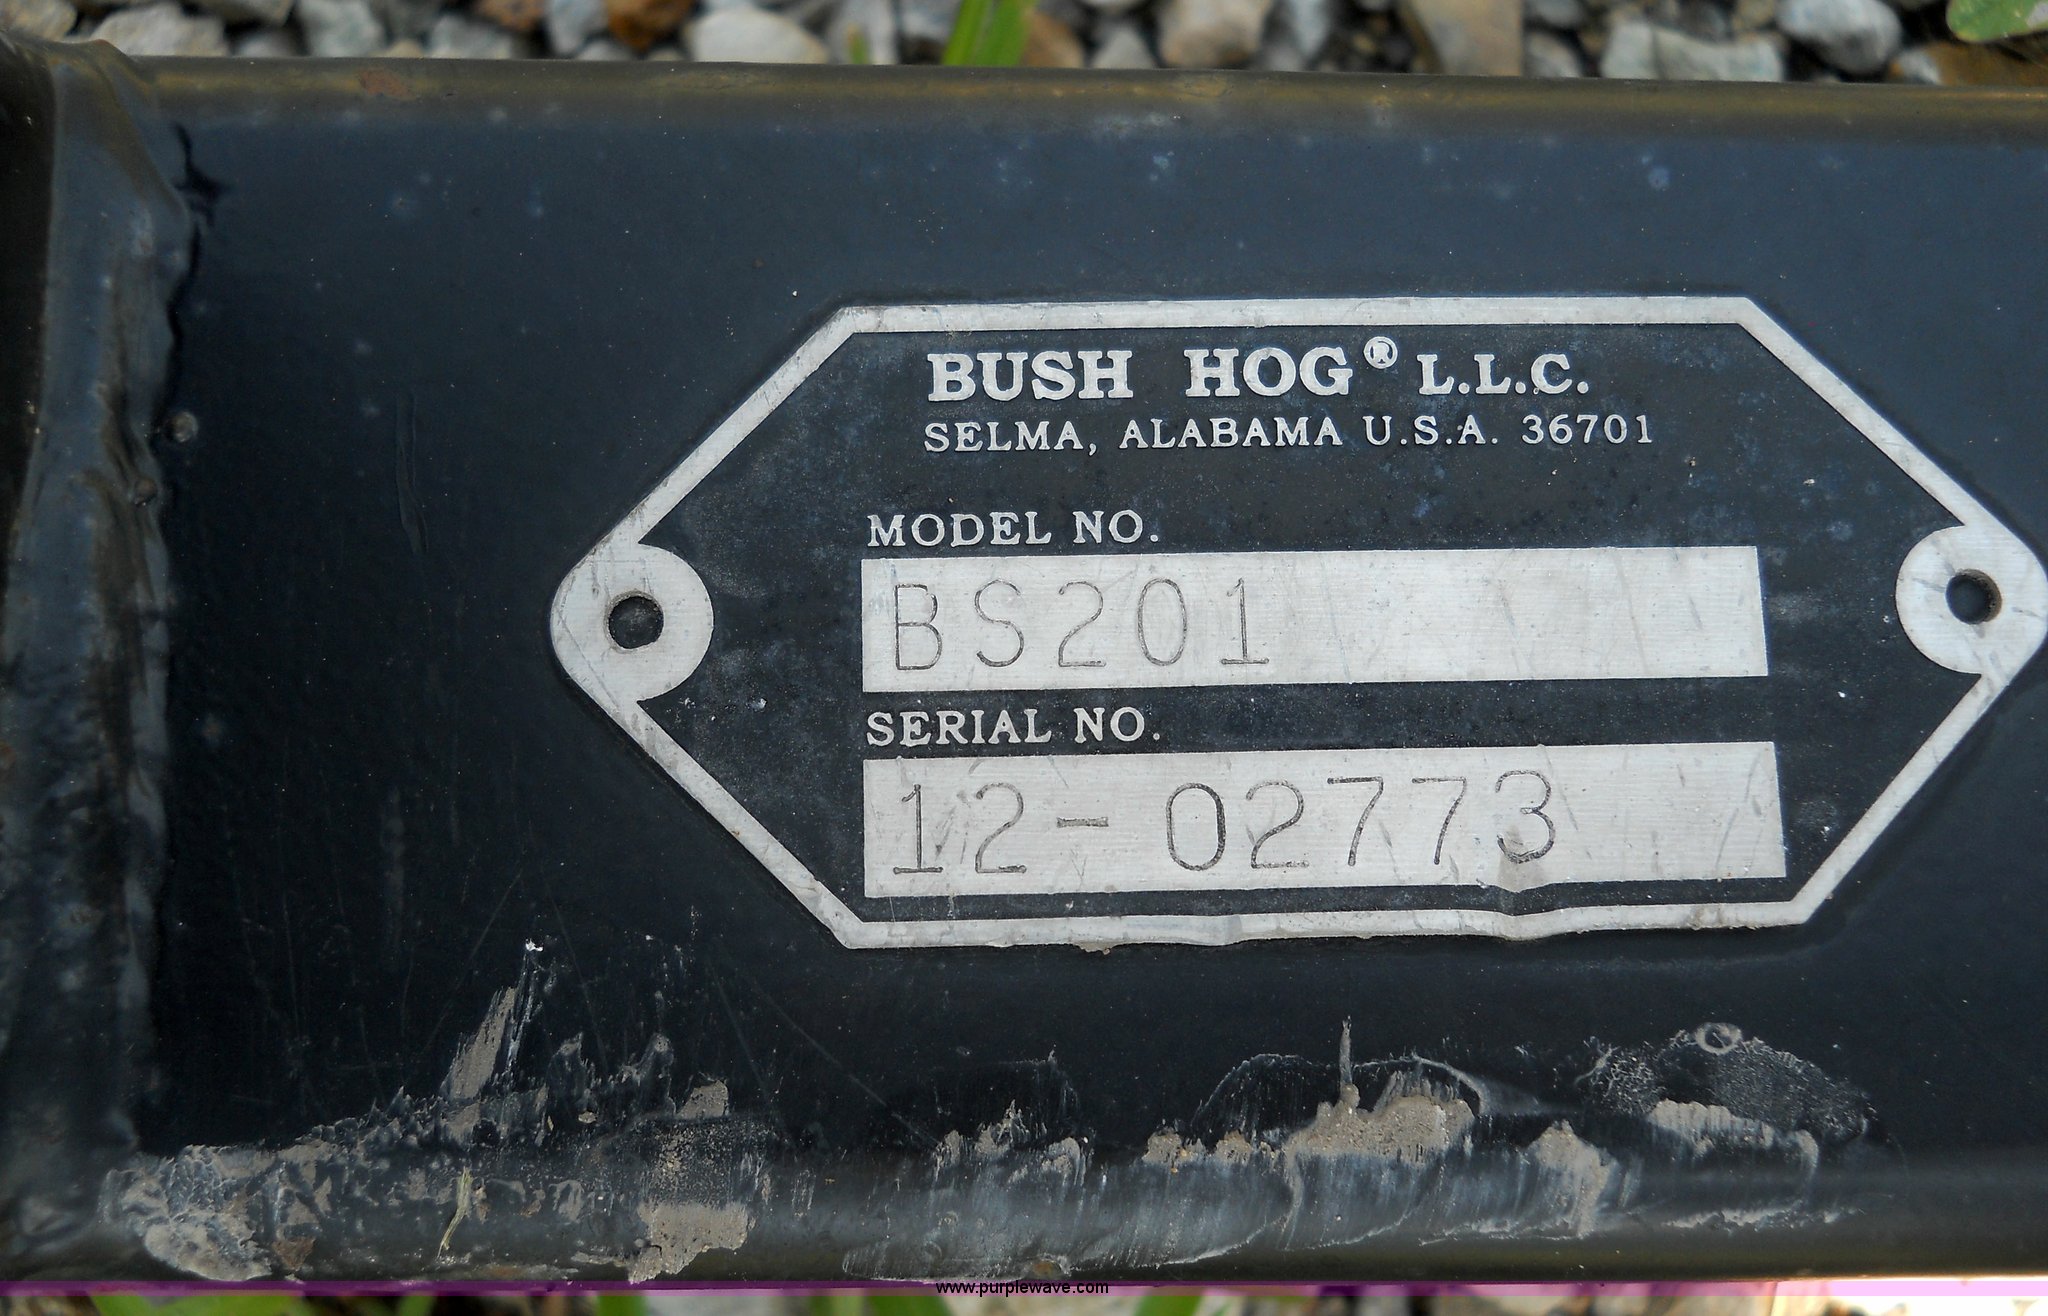 BUSH HOG® L.L.C.
SELMA, ALABAMA U.S.A. 36701
MODEL NO.
BS201
SERIAL NO.
12-02773
www.purplewave.com